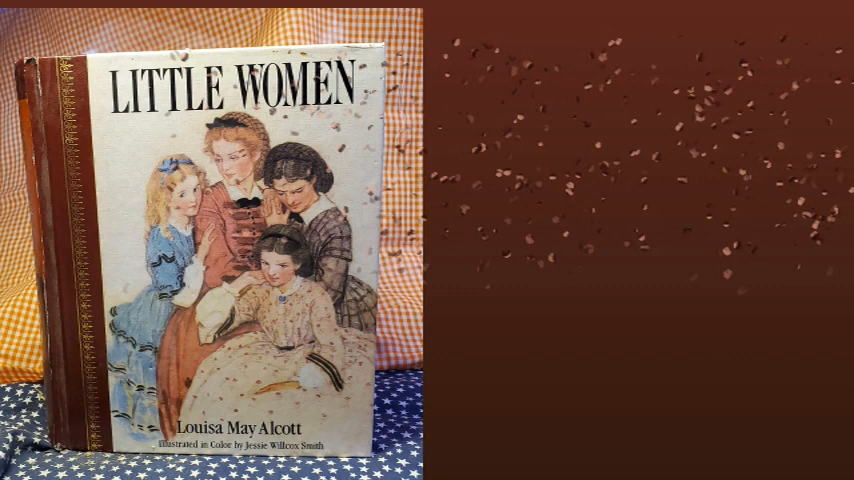 LITTLE WOMEN
Louisa May Alcott
Illustrated in Color by Jessie Willcox Smith